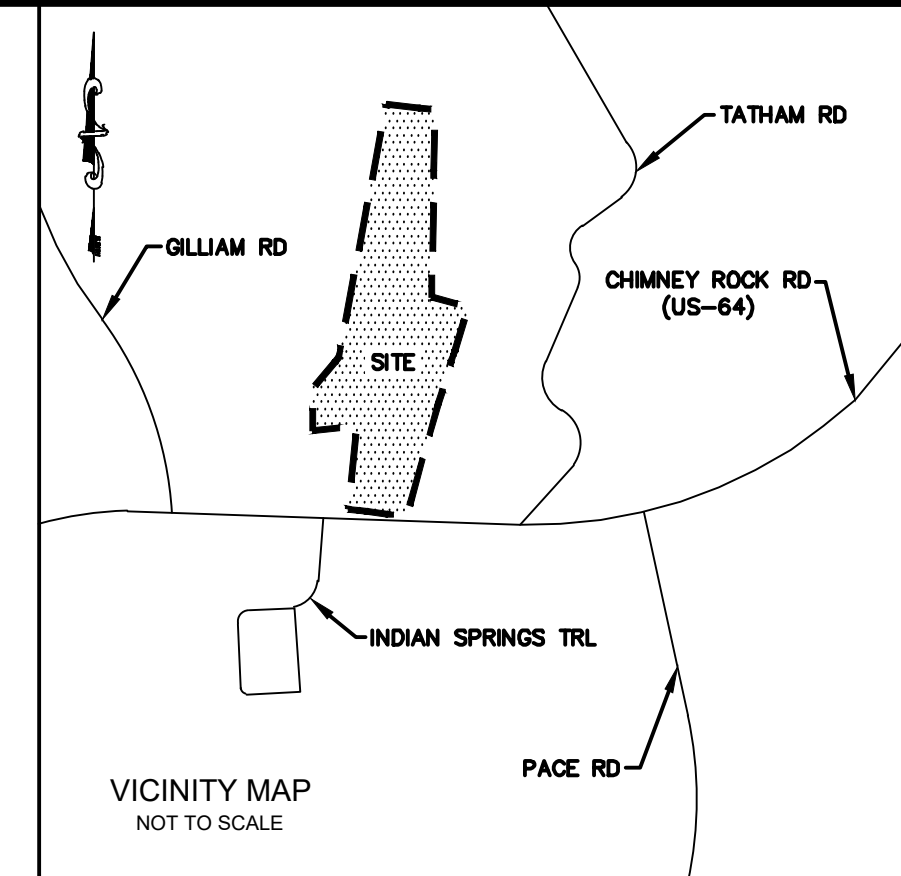 TATHAM RD
GILLIAM RD
CHIMNEY ROCK RD
(US-64)
SITE
INDIAN SPRINGS TRL
PACE RD
VICINITY MAP
NOT TO SCALE